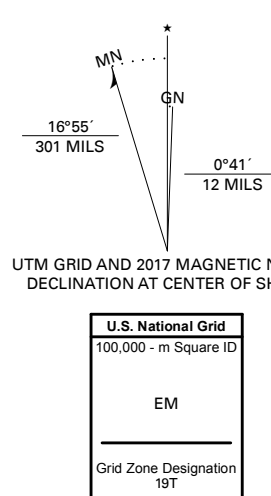 ★
MN
GN
16°55´
301 MILS
0°41´
12 MILS
UTM GRID AND 2017 MAGNETIC N
DECLINATION AT CENTER OF SH
U.S. National Grid
100,000 - m Square ID
EM
Grid Zone Designation
19T